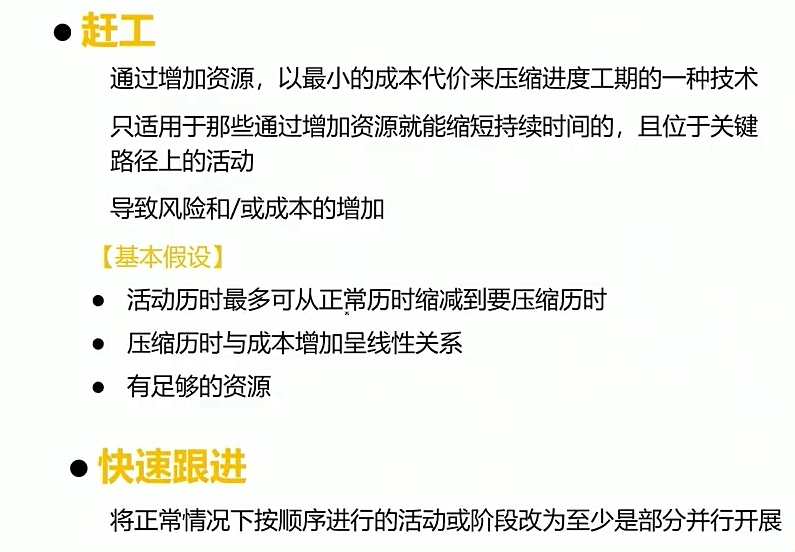 ● 赶工
通过增加资源，以最小的成本代价来压缩进度工期的一种技术
只适用于那些通过增加资源就能缩短持续时间的，且位于关键
路径上的活动
导致风险和/或成本的增加
【基本假设】
● 活动历时最多可从正常历时缩减到要压缩历时
● 压缩历时与成本增加呈线性关系
● 有足够的资源
● 快速跟进
将正常情况下按顺序进行的活动或阶段改为至少是部分并行开展